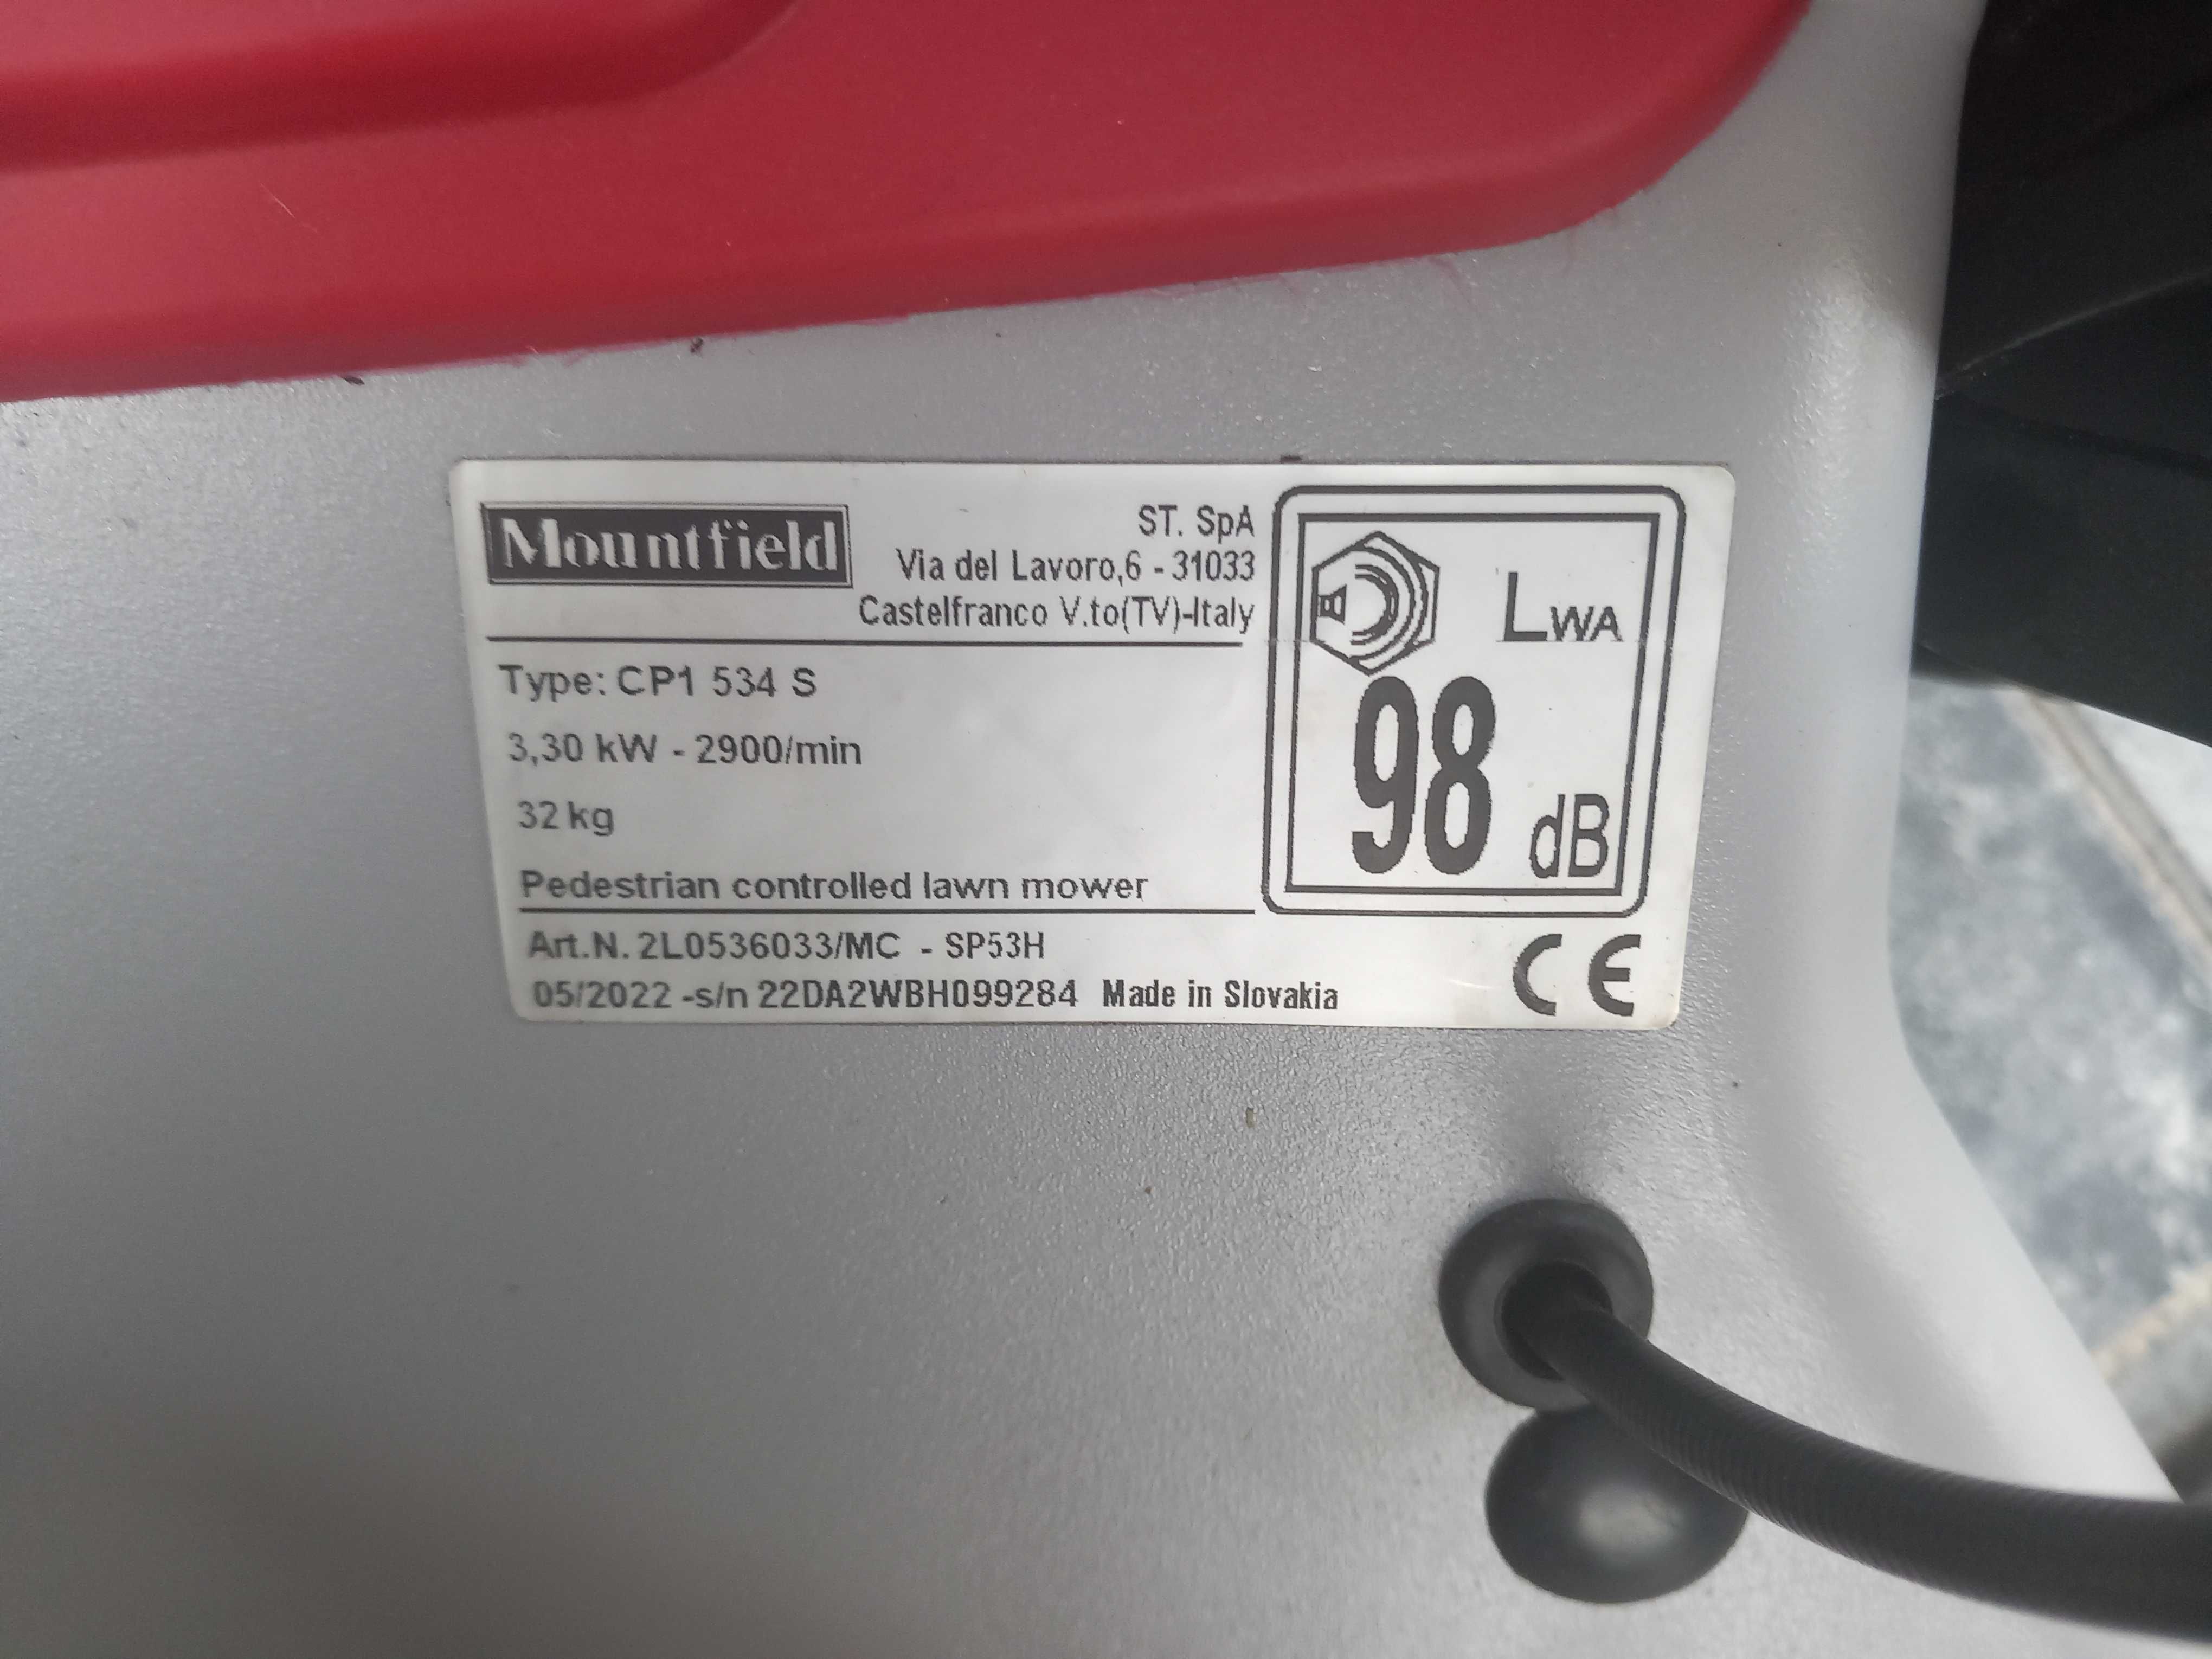 Mountfield
ST. SpA
Via del Lavoro,6 - 31033
Castelfranco V.to(TV)-Italy
Type: CP1 534 S
3,30 kW - 2900/min
32 kg
Pedestrian controlled lawn mower
Art.N. 2L0536033/MC - SP53H
05/2022 -s/n 22DA2WBH099284 Made in Slovakia
LWA
98 dB
CE